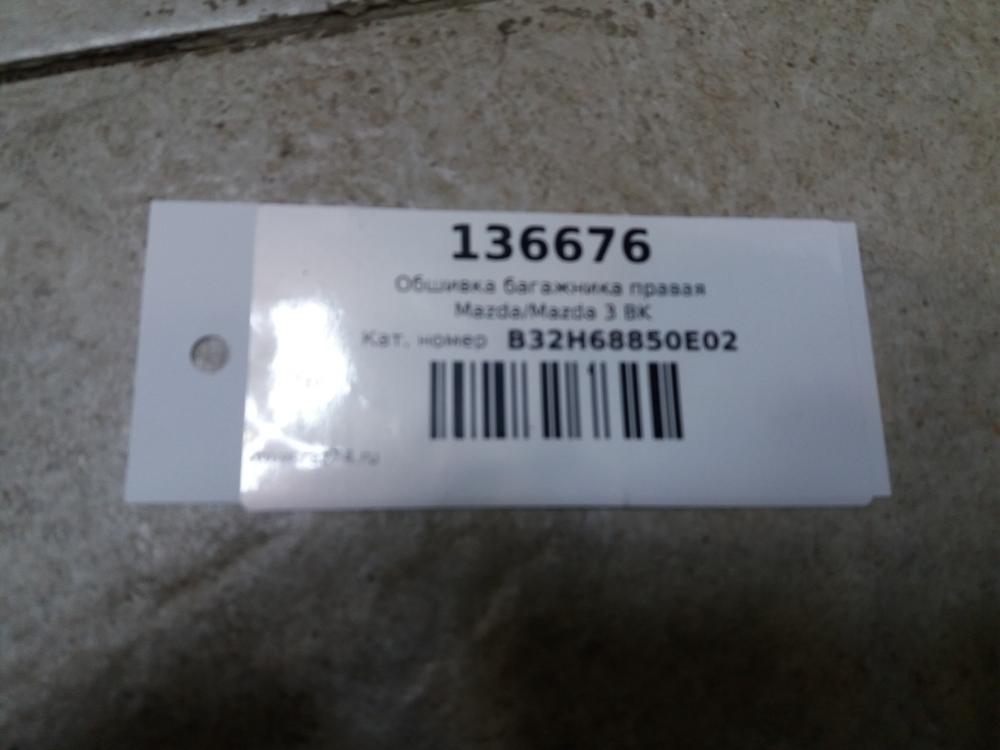 136676
Обшивка багажника правая
Mazda/Mazda 3 BK
Кат. номер B32H68850E02